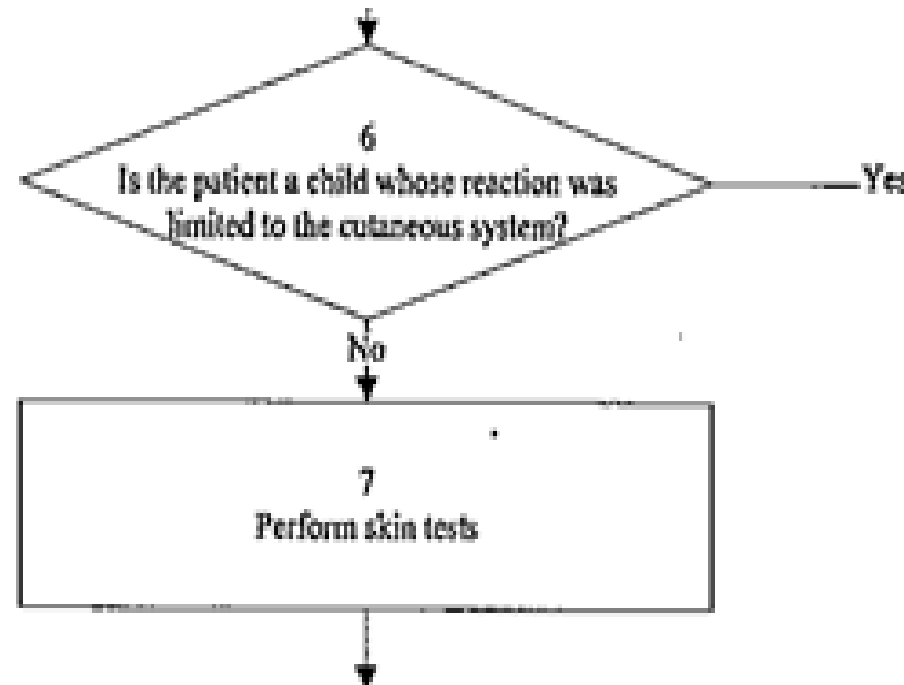 6
Is the patient a child whose reaction was
limited to the cutaneous system?
Yes
No
7
Perform skin tests